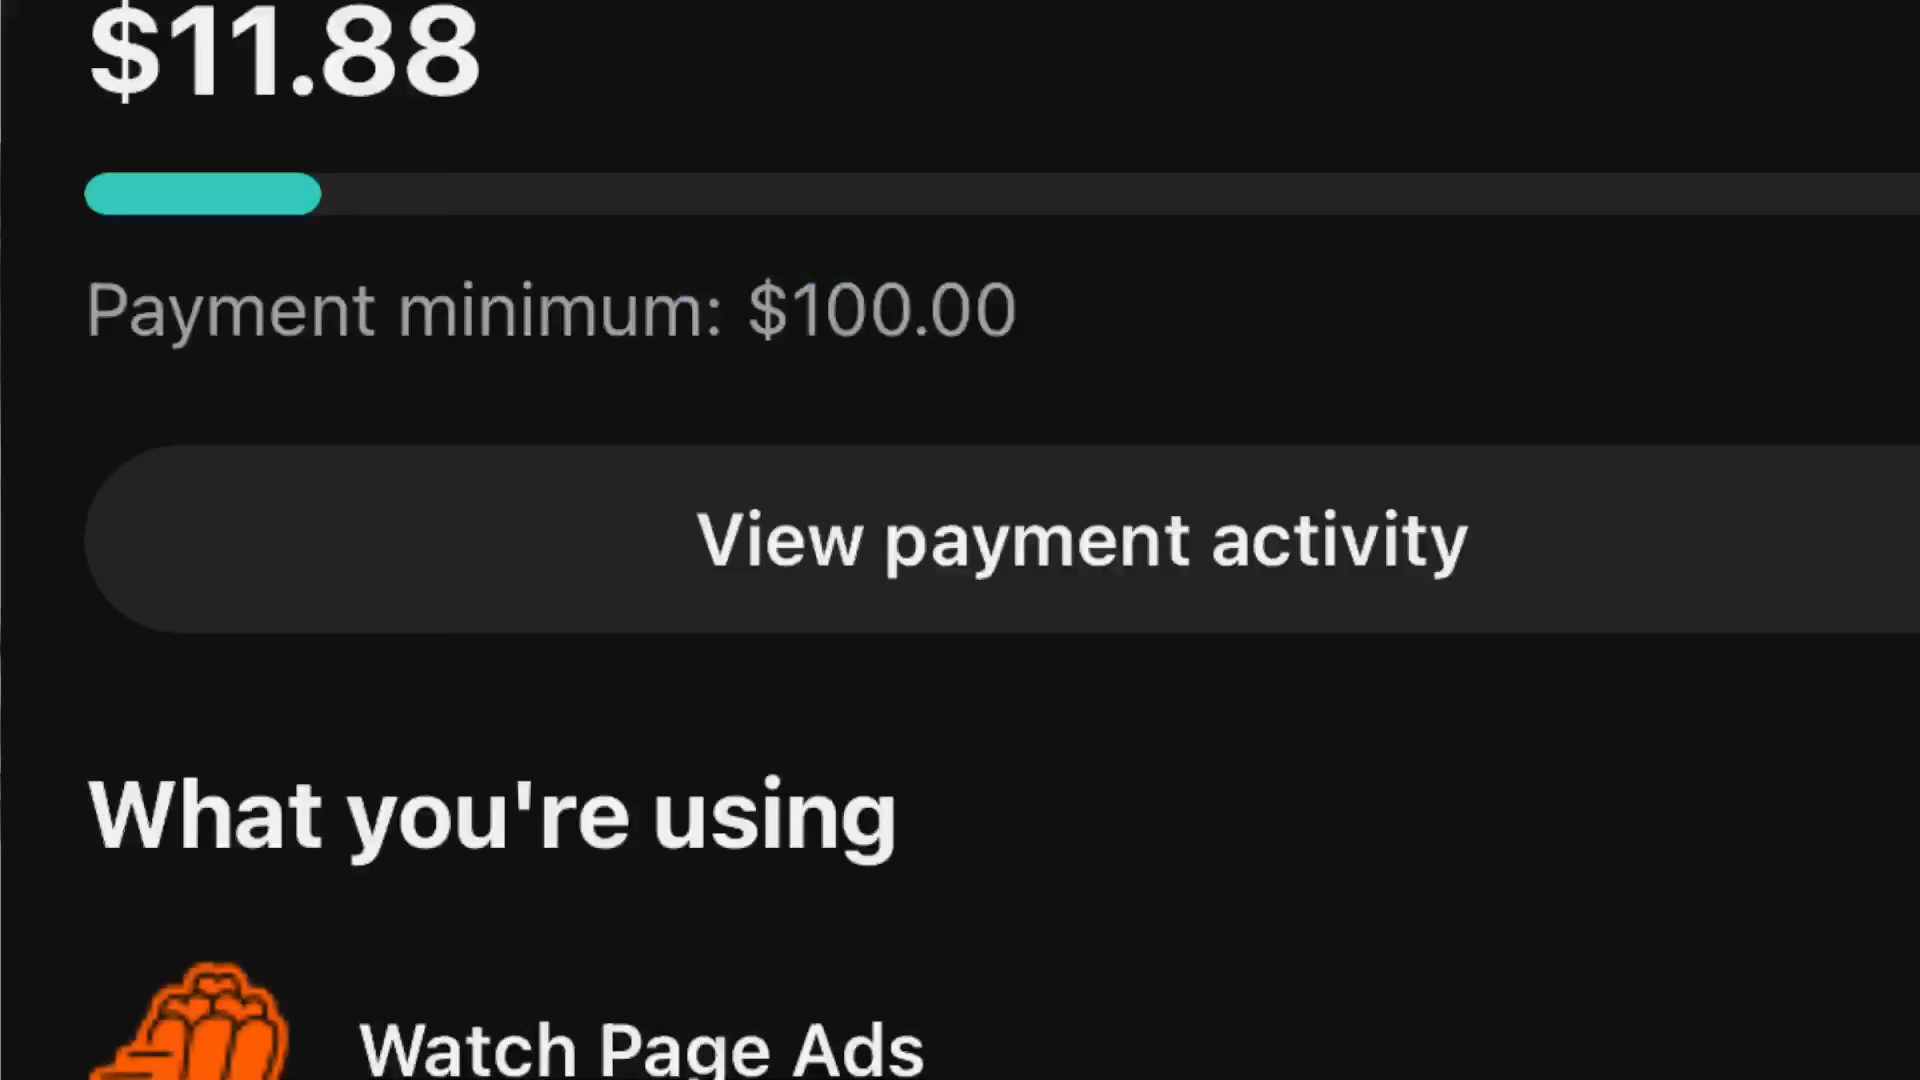 $11.88
Payment minimum: $100.00
View payment activity
What you're using
Watch Page Ads